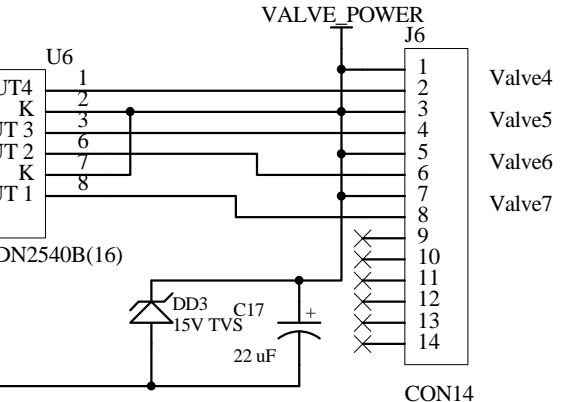 VALVE_POWER
J6
U6
UT4 1
K 2
UT 3 3
UT 2 6
K 7
UT 1 8
DN2540B(16)
1
2
3
4
5
6
7
8
9
10
11
12
13
14
Valve4
Valve5
Valve6
Valve7
DD3
15V TVS
C17
+
22 uF
CON14